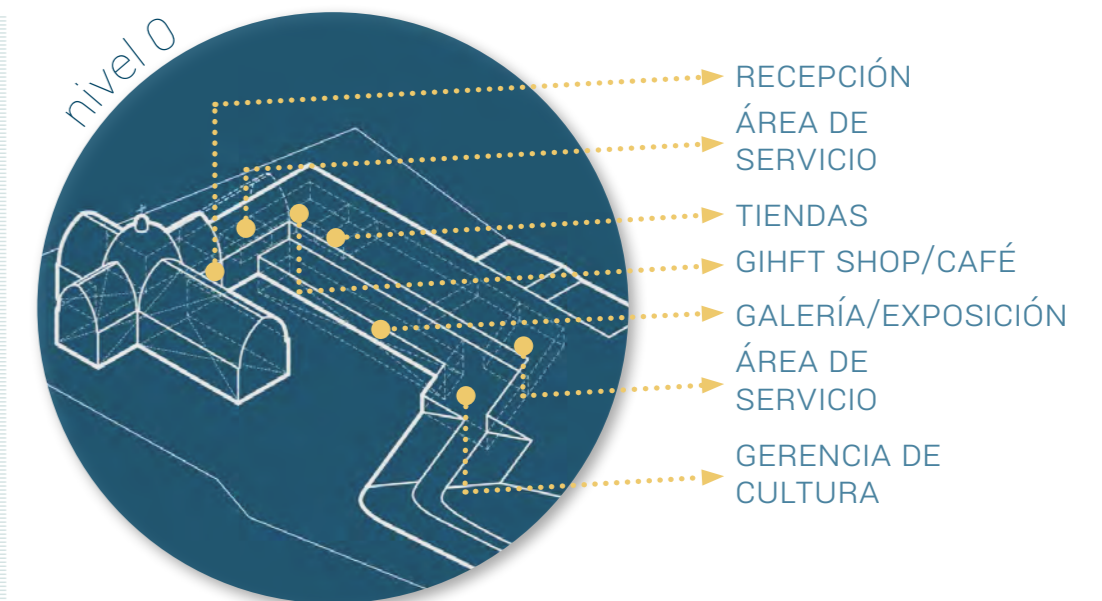 nivel 0
RECEPCIÓN
ÁREA DE
SERVICIO
TIENDAS
GIHFT SHOP/CAFÉ
GALERÍA/EXPOSICIÓN
ÁREA DE
SERVICIO
GERENCIA DE
CULTURA